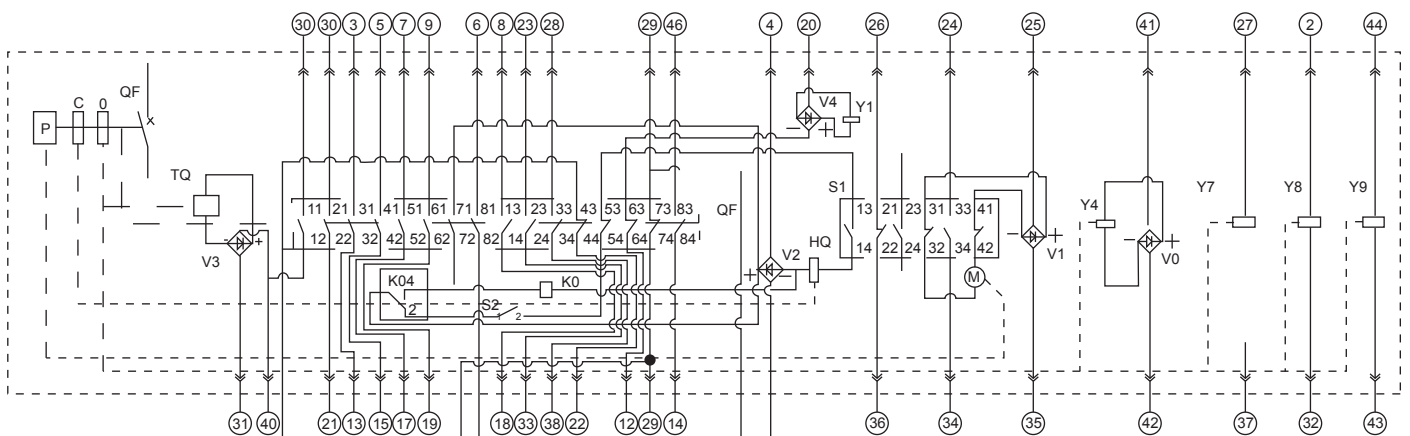 30 30 3 5 7 9 6 8 23 28 29 46 4 20 26 24 25 41 27 2 44
QF
C 0
P
V4 Y1
TQ
S1
Y4 Y7 Y8 Y9
11 21 31 41 51 61 71 81 13 23 33 43 53 63 73 83 QF 13 21 23 31 33 41
12 22 32 42 52 62 72 82 14 24 34 44 54 64 74 84 14 22 24 32 34 42
V3 + V2 HQ V1 V0
K04 K0 M
2 S2 1 2
31 40 21 13 15 17 19 18 33 38 22 12 29 14 36 34 35 42 37 32 43